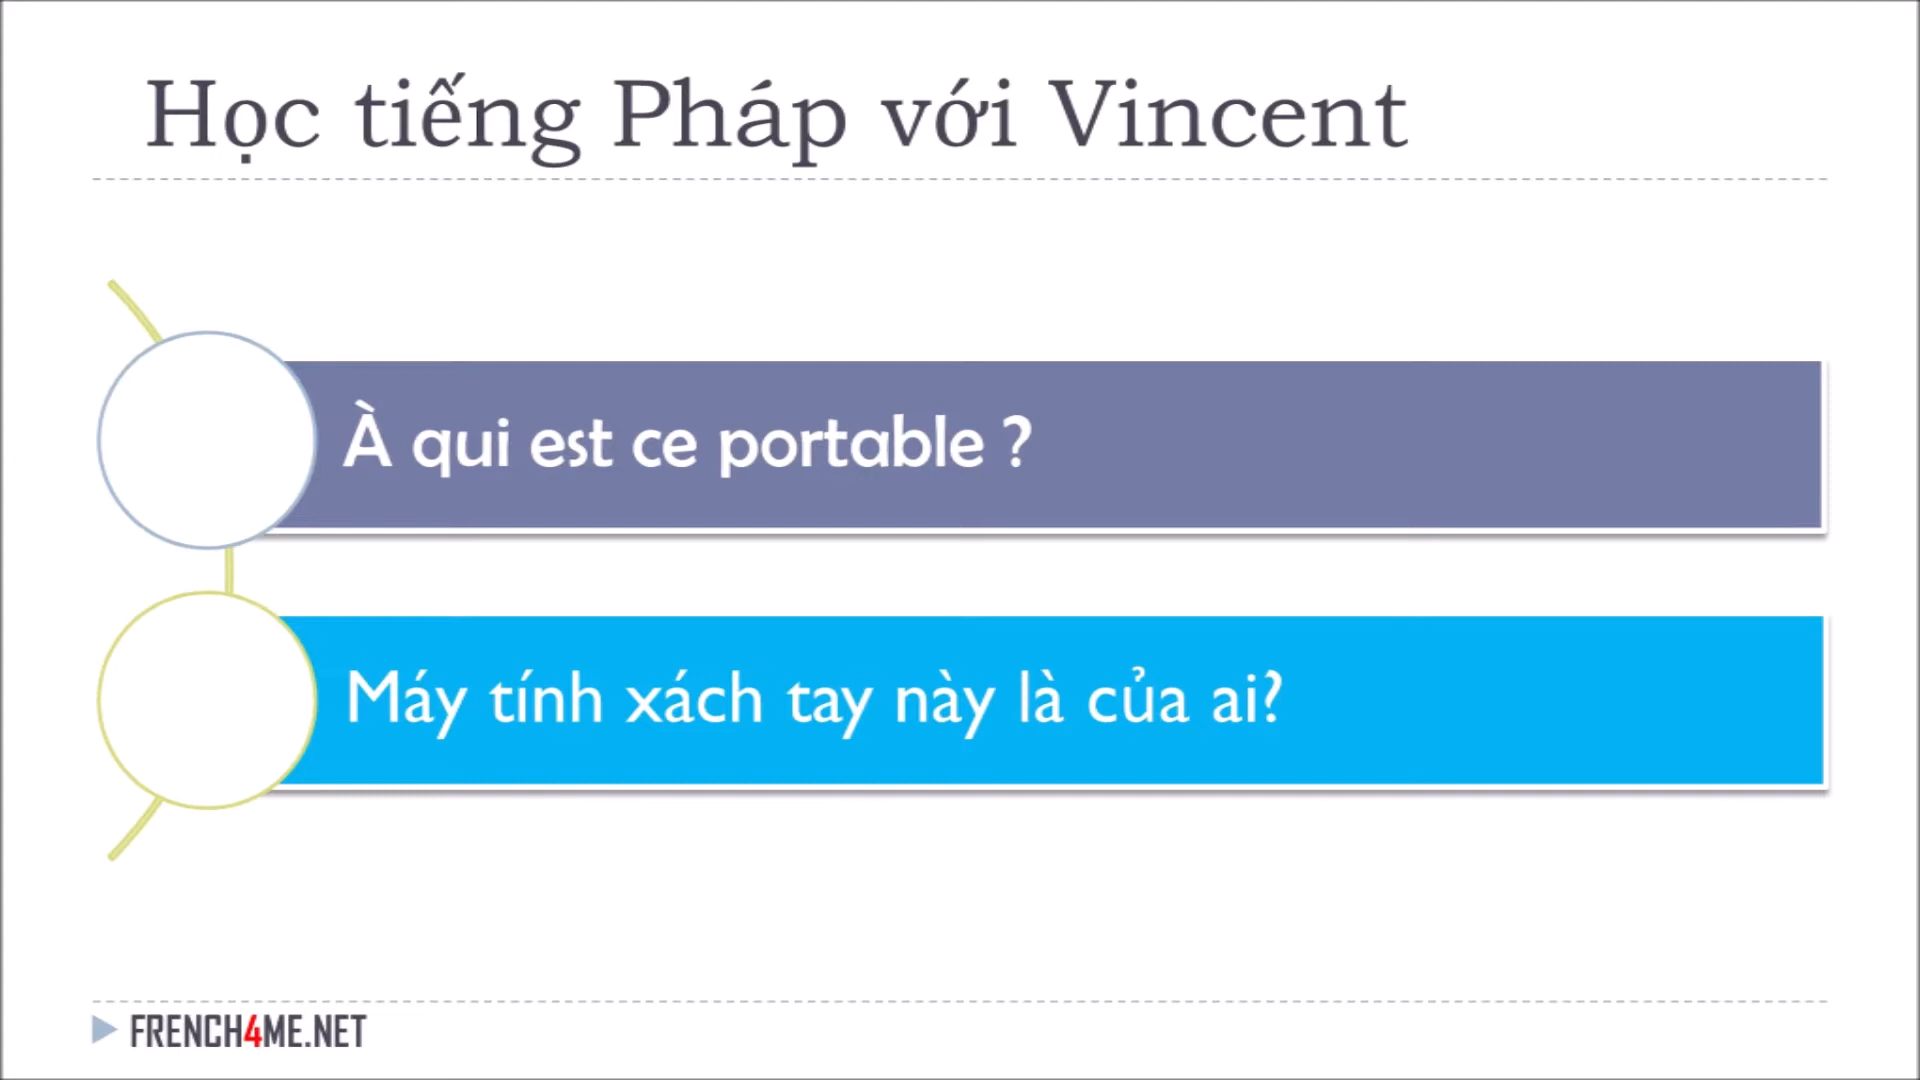 Học tiếng Pháp với Vincent
À qui est ce portable ?
Máy tính xách tay này là của ai?
FRENCH4ME.NET